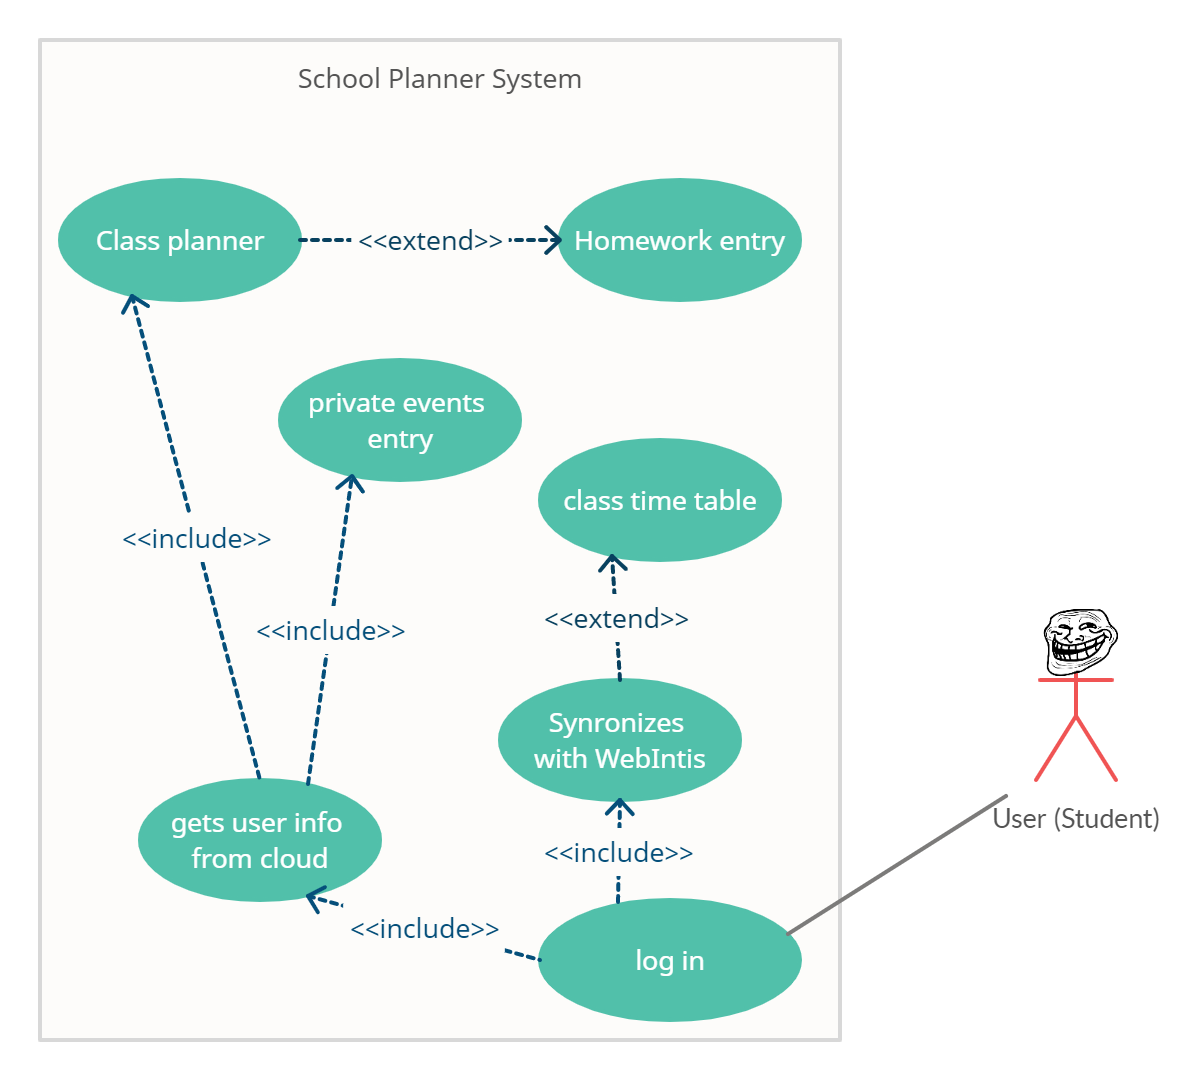 School Planner System
Class planner
<<extend>>
Homework entry
private events
entry
class time table
<<include>>
<<extend>>
<<include>>
Synronizes
with WebIntis
gets user info
from cloud
<<include>>
User (Student)
<<include>>
log in